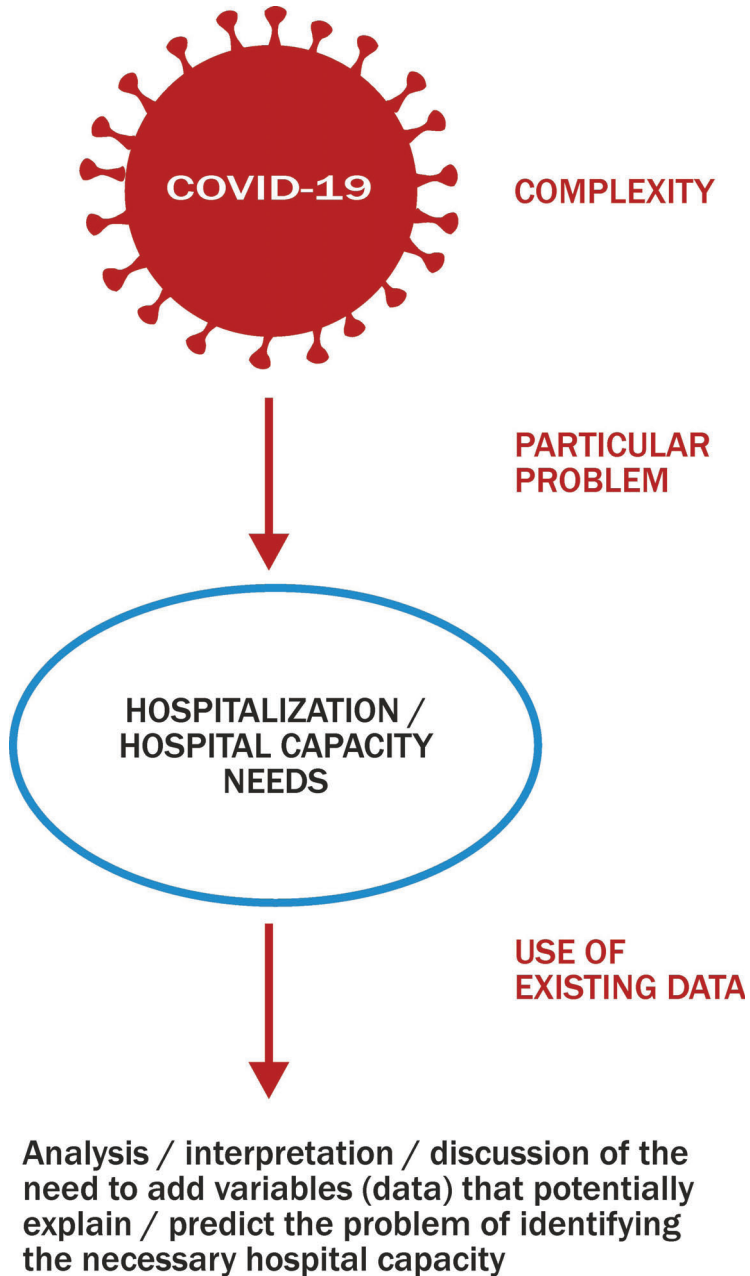 COVID-19
COMPLEXITY
PARTICULAR
PROBLEM
HOSPITALIZATION /
HOSPITAL CAPACITY
NEEDS
USE OF
EXISTING DATA
Analysis / interpretation / discussion of the
need to add variables (data) that potentially
explain / predict the problem of identifying
the necessary hospital capacity